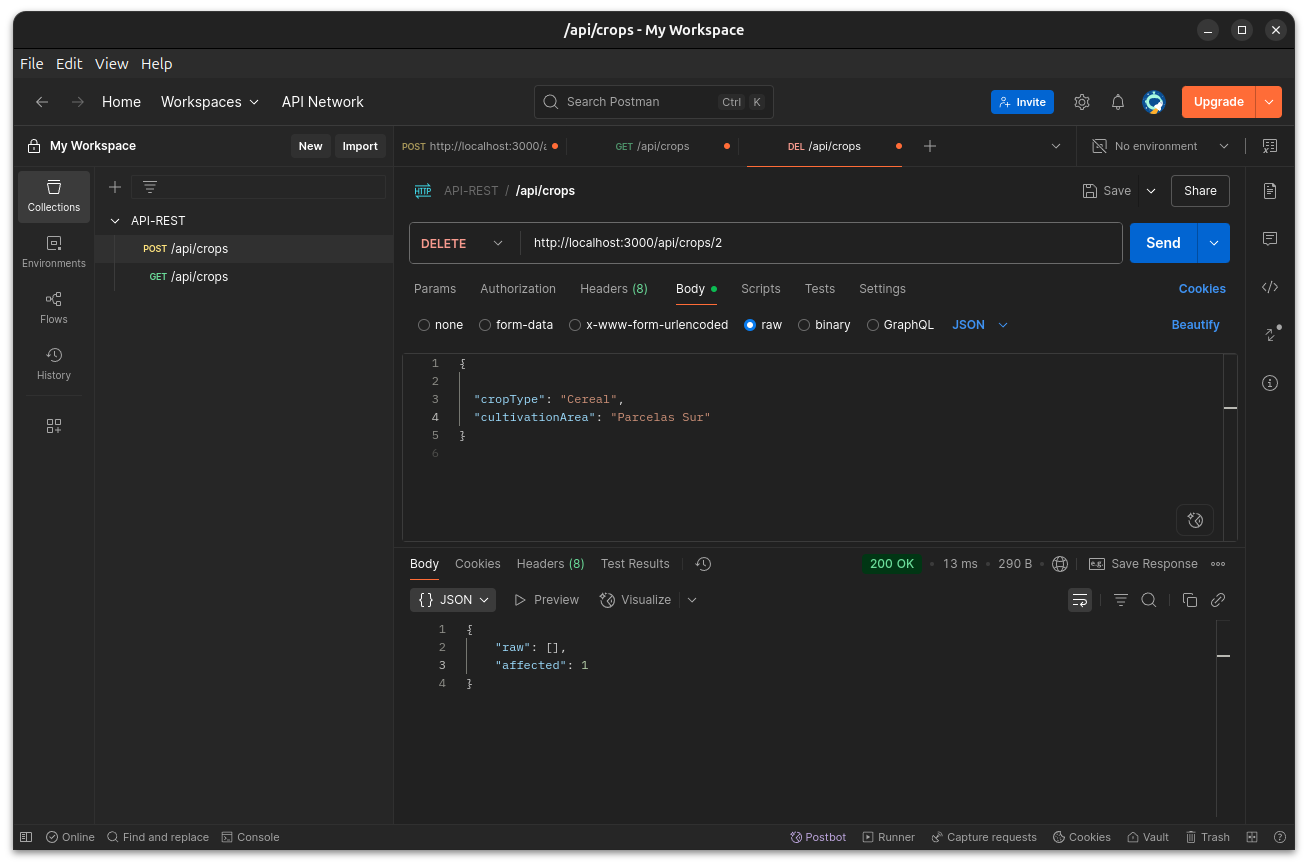 /api/crops - My Workspace
File Edit View Help
Home Workspaces API Network Search Postman Ctrl K Invite Upgrade
My Workspace New Import POST http://localhost:3000/a GET /api/crops DEL /api/crops No environment
Collections
Environments
Flows
History
API-REST
POST /api/crops
GET /api/crops
HTTP API-REST / /api/crops Save Share
DELETE http://localhost:3000/api/crops/2 Send
Params Authorization Headers (8) Body Scripts Tests Settings Cookies
none form-data x-www-form-urlencoded raw binary GraphQL JSON Beautify
1 {
2
3 "cropType": "Cereal",
4 "cultivationArea": "Parcelas Sur"
5 }
6
Body Cookies Headers (8) Test Results 200 OK • 13 ms • 290 B • e.g. Save Response
{} JSON Preview Visualize
1 {
2 "raw": [],
3 "affected": 1
4 }
Online Find and replace Console Postbot Runner Capture requests Cookies Vault Trash